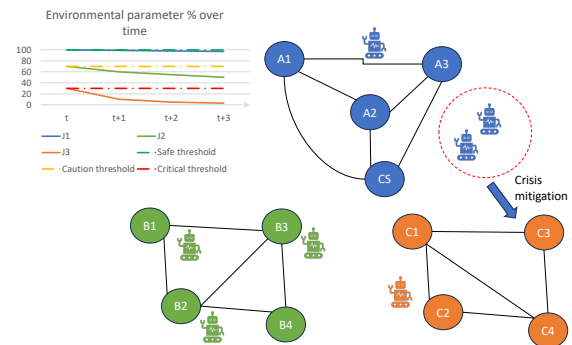 Environmental parameter % over
time
100
80
60
40
20
0
t
t+1
t+2
t+3
J1
J2
J3
Safe threshold
Caution threshold
Critical threshold
A1
A3
A2
CS
Crisis
mitigation
B1
B3
B2
B4
C1
C3
C2
C4